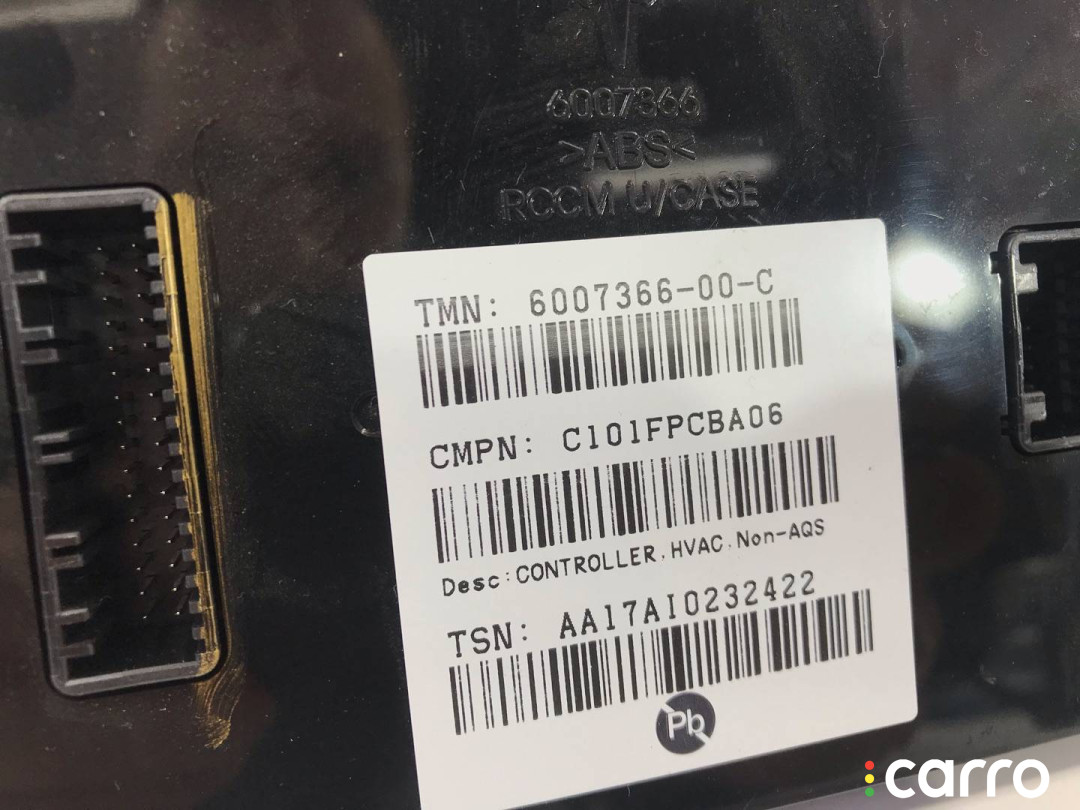 6007366
>ABS<
RCCM U/CASE
TMN: 6007366-00-C
CMPN: C101FPCBA06
Desc:CONTROLLER,HVAC,Non-AQS
TSN: AA17AI0232422
Pb
carro